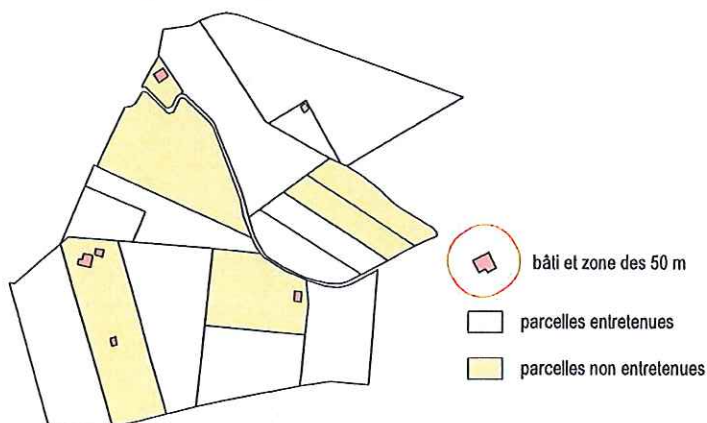 bâti et zone des 50 m
parcelles entretenues
parcelles non entretenues